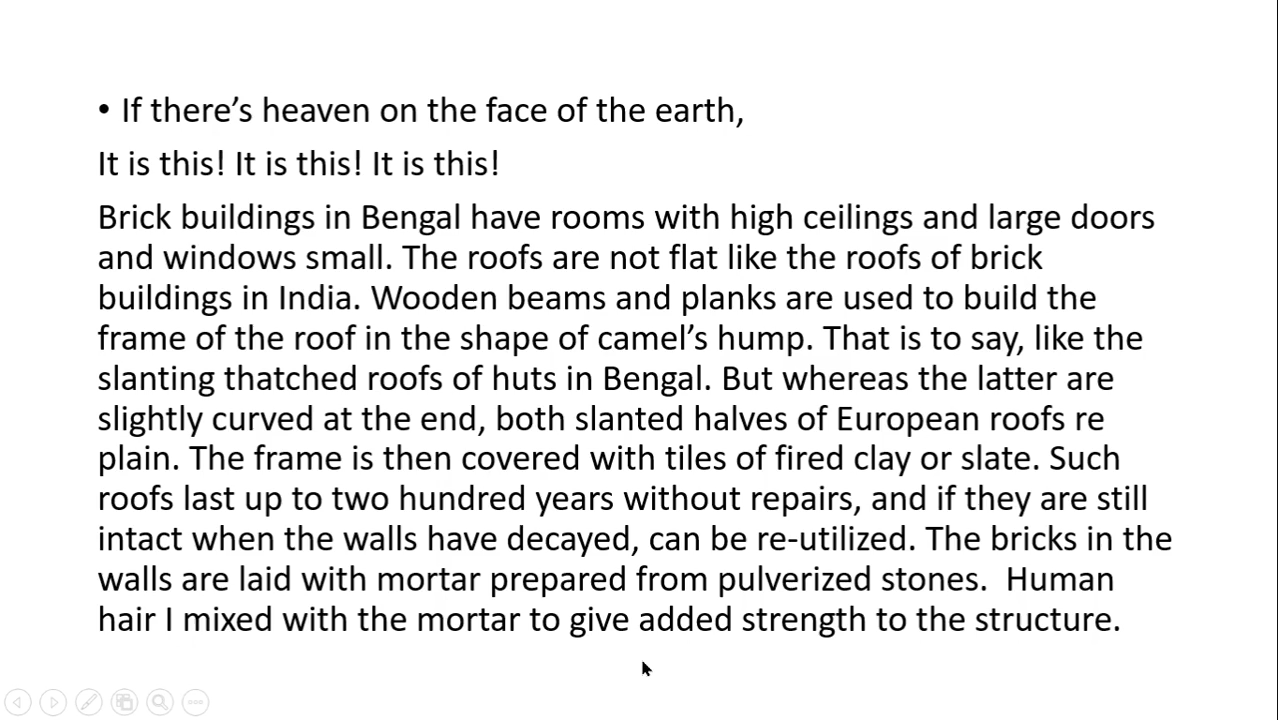 • If there’s heaven on the face of the earth,
It is this! It is this! It is this!
Brick buildings in Bengal have rooms with high ceilings and large doors
and windows small. The roofs are not flat like the roofs of brick
buildings in India. Wooden beams and planks are used to build the
frame of the roof in the shape of camel’s hump. That is to say, like the
slanting thatched roofs of huts in Bengal. But whereas the latter are
slightly curved at the end, both slanted halves of European roofs re
plain. The frame is then covered with tiles of fired clay or slate. Such
roofs last up to two hundred years without repairs, and if they are still
intact when the walls have decayed, can be re-utilized. The bricks in the
walls are laid with mortar prepared from pulverized stones.  Human
hair I mixed with the mortar to give added strength to the structure.